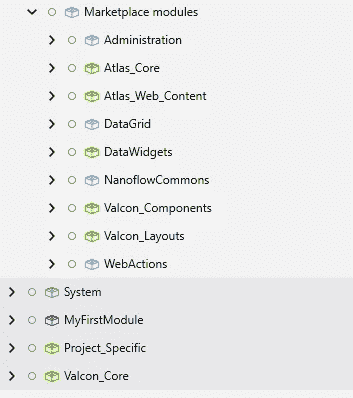 Marketplace modules
Administration
Atlas_Core
Atlas_Web_Content
DataGrid
DataWidgets
NanoflowCommons
Valcon_Components
Valcon_Layouts
WebActions
System
MyFirstModule
Project_Specific
Valcon_Core